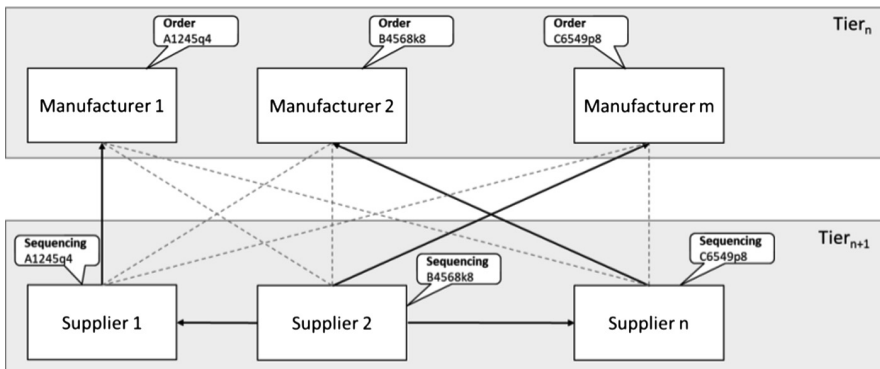 Order
A1245q4
Order
B4568k8
Order
C6549p8
Tiern
Manufacturer 1
Manufacturer 2
Manufacturer m
Sequencing
A1245q4
Sequencing
B4568k8
Sequencing
C6549p8
Tiern+1
Supplier 1
Supplier 2
Supplier n